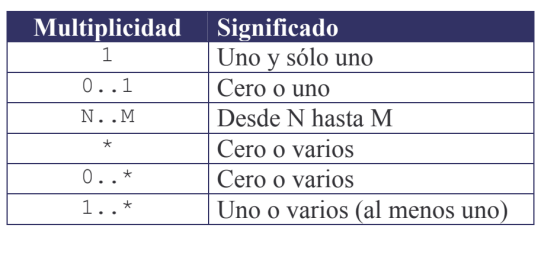 Multiplicidad Significado
1 Uno y sólo uno
0..1 Cero o uno
N..M Desde N hasta M
* Cero o varios
0..* Cero o varios
1..* Uno o varios (al menos uno)